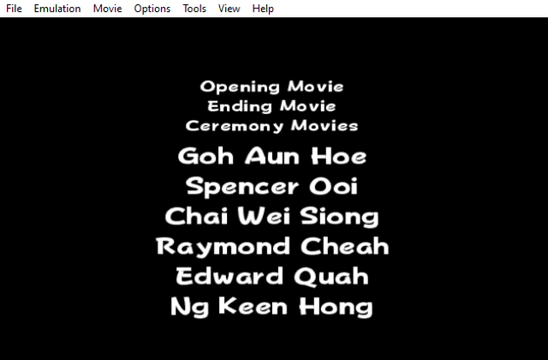 File Emulation Movie Options Tools View Help
Opening Movie
Ending Movie
Ceremony Movies
Goh Aun Hoe
Spencer Ooi
Chai Wei Siong
Raymond Cheah
Edward Quah
Ng Keen Hong